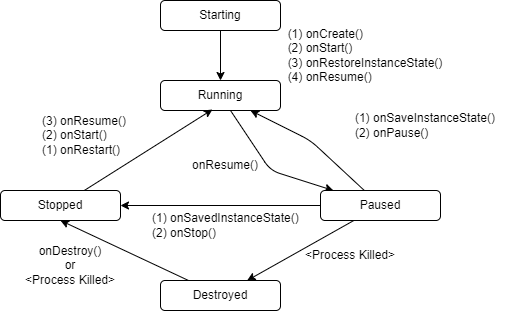 Starting
(1) onCreate()
(2) onStart()
(3) onRestoreInstanceState()
(4) onResume()
Running
(3) onResume()
(2) onStart()
(1) onRestart()
(1) onSaveInstanceState()
(2) onPause()
onResume()
Stopped
Paused
(1) onSavedInstanceState()
(2) onStop()
onDestroy()
or
<Process Killed>
<Process Killed>
Destroyed